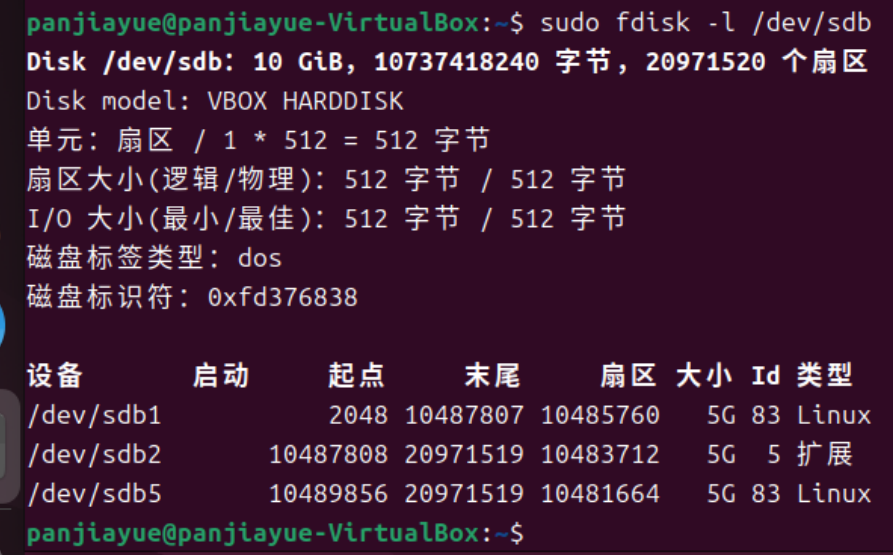 panjiayue@panjiayue-VirtualBox:~$ sudo fdisk -l /dev/sdb
Disk /dev/sdb：10 GiB，10737418240 字节，20971520 个扇区
Disk model: VBOX HARDDISK
单元：扇区 / 1 * 512 = 512 字节
扇区大小(逻辑/物理)：512 字节 / 512 字节
I/O 大小(最小/最佳)：512 字节 / 512 字节
磁盘标签类型：dos
磁盘标识符：0xfd376838
设备 启动 起点 末尾 扇区 大小 Id 类型
/dev/sdb1 2048 10487807 10485760 5G 83 Linux
/dev/sdb2 10487808 20971519 10483712 5G 5 扩展
/dev/sdb5 10489856 20971519 10481664 5G 83 Linux
panjiayue@panjiayue-VirtualBox:~$